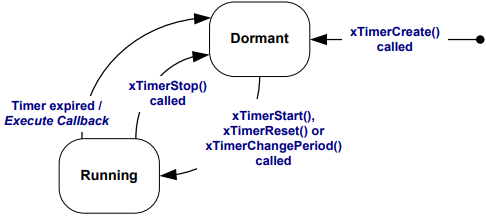 Dormant
xTimerCreate()
called
xTimerStop()
called
Timer expired /
Execute Callback
xTimerStart(),
xTimerReset() or
xTimerChangePeriod()
called
Running